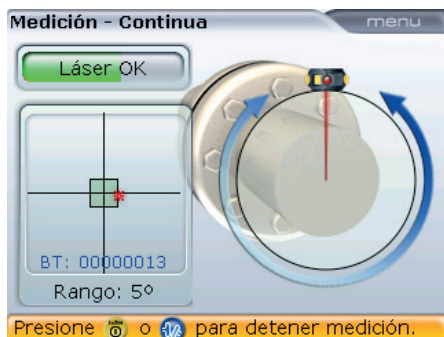 Medición - Continua
menu
Láser OK
BT: 00000013
Rango: 5º
Presione o para detener medición.